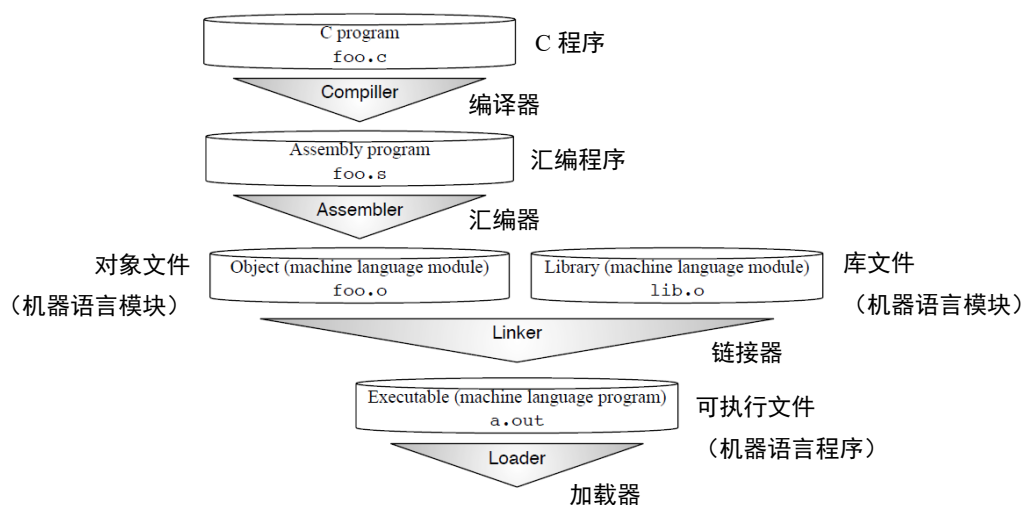 C program
foo.c
C 程序
Compiller
编译器
Assembly program
foo.s
汇编程序
Assembler
汇编器
对象文件
（机器语言模块）
Object (machine language module)
foo.o
Library (machine language module)
lib.o
库文件
（机器语言模块）
Linker
链接器
Executable (machine language program)
a.out
可执行文件
（机器语言程序）
Loader
加载器